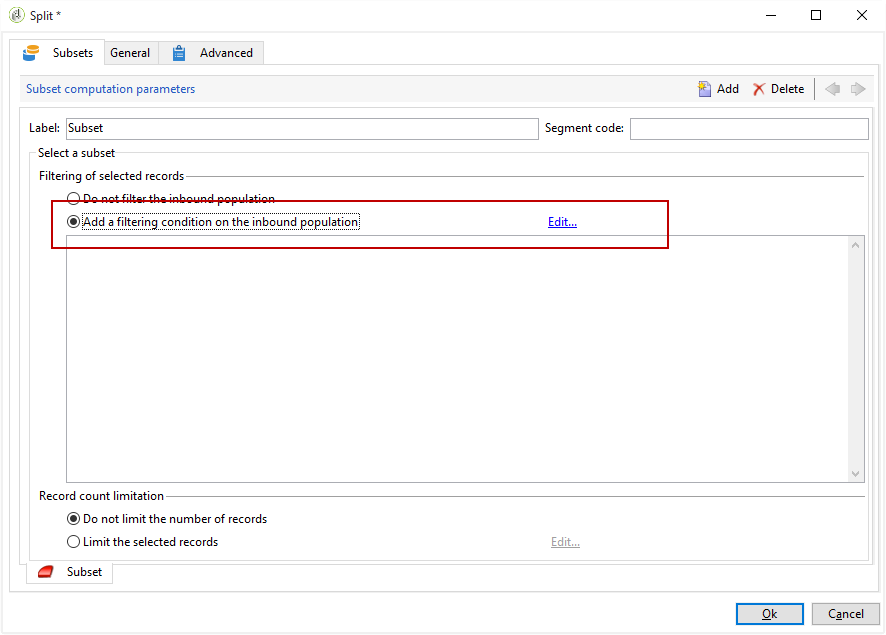 Split *
Subsets General Advanced
Subset computation parameters Add Delete
Label: Subset Segment code:
Select a subset
Filtering of selected records
Do not filter the inbound population
Add a filtering condition on the inbound population Edit...
Record count limitation
Do not limit the number of records
Limit the selected records Edit...
Subset
Ok Cancel